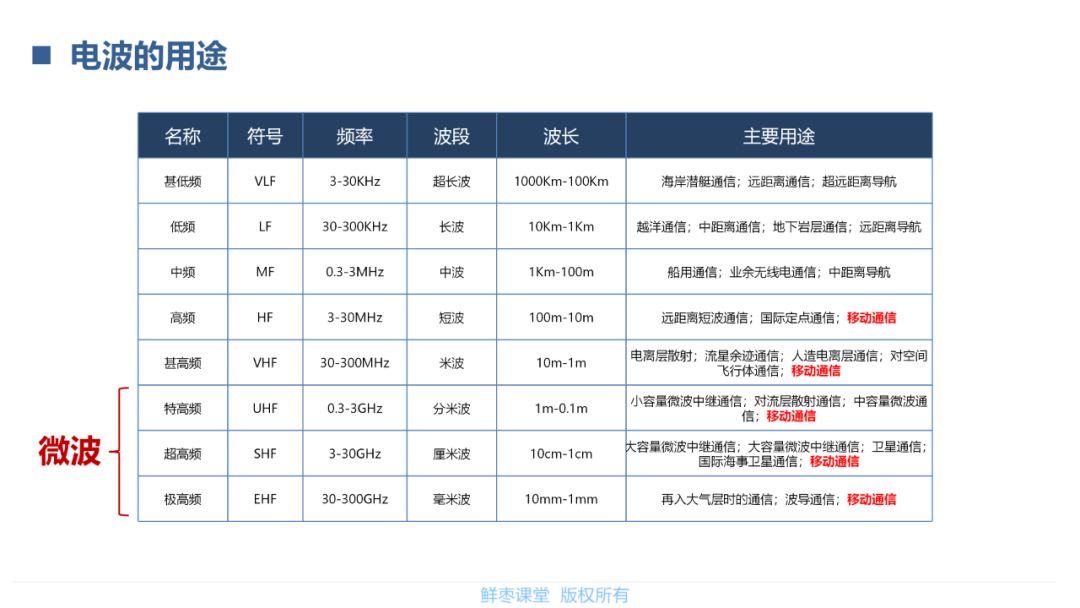 电波的用途
名称 符号 频率 波段 波长 主要用途
甚低频 VLF 3-30KHz 超长波 1000Km-100Km 海岸潜艇通信；远距离通信；超远距离导航
低频 LF 30-300KHz 长波 10Km-1Km 越洋通信；中距离通信；地下岩层通信；远距离导航
中频 MF 0.3-3MHz 中波 1Km-100m 船用通信；业余无线电通信；中距离导航
高频 HF 3-30MHz 短波 100m-10m 远距离短波通信；国际定点通信；移动通信
甚高频 VHF 30-300MHz 米波 10m-1m 电离层散射；流星余迹通信；人造电离层通信；对空间
飞行体通信；移动通信
特高频 UHF 0.3-3GHz 分米波 1m-0.1m 小容量微波中继通信；对流层散射通信；中容量微波通
信；移动通信
微波
超高频 SHF 3-30GHz 厘米波 10cm-1cm 大容量微波中继通信；大容量微波中继通信；卫星通信；
国际海事卫星通信；移动通信
极高频 EHF 30-300GHz 毫米波 10mm-1mm 再入大气层时的通信；波导通信；移动通信
鲜枣课堂 版权所有